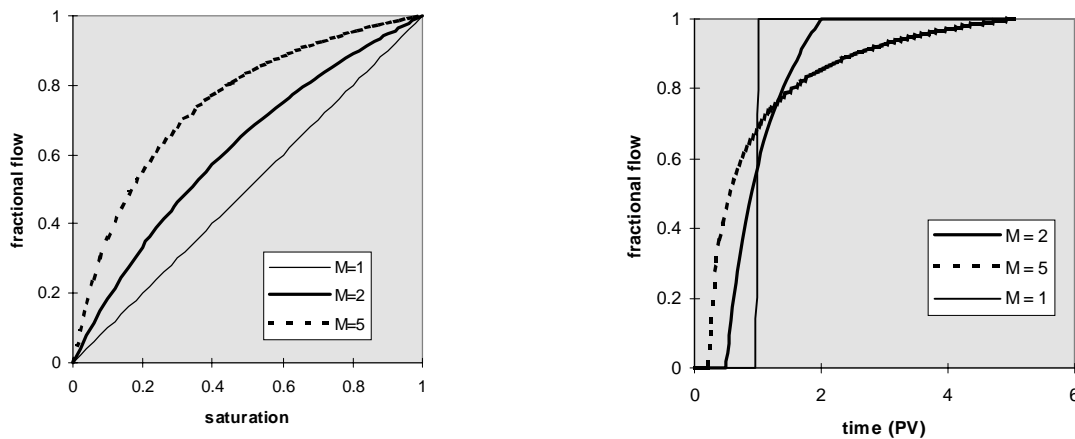 fractional flow
1
0.8
0.6
0.4
0.2
0
0
0.2
0.4
0.6
0.8
1
saturation
M=1
M=2
M=5
fractional flow
1
0.8
0.6
0.4
0.2
0
0
2
4
6
time (PV)
M = 2
M = 5
M = 1